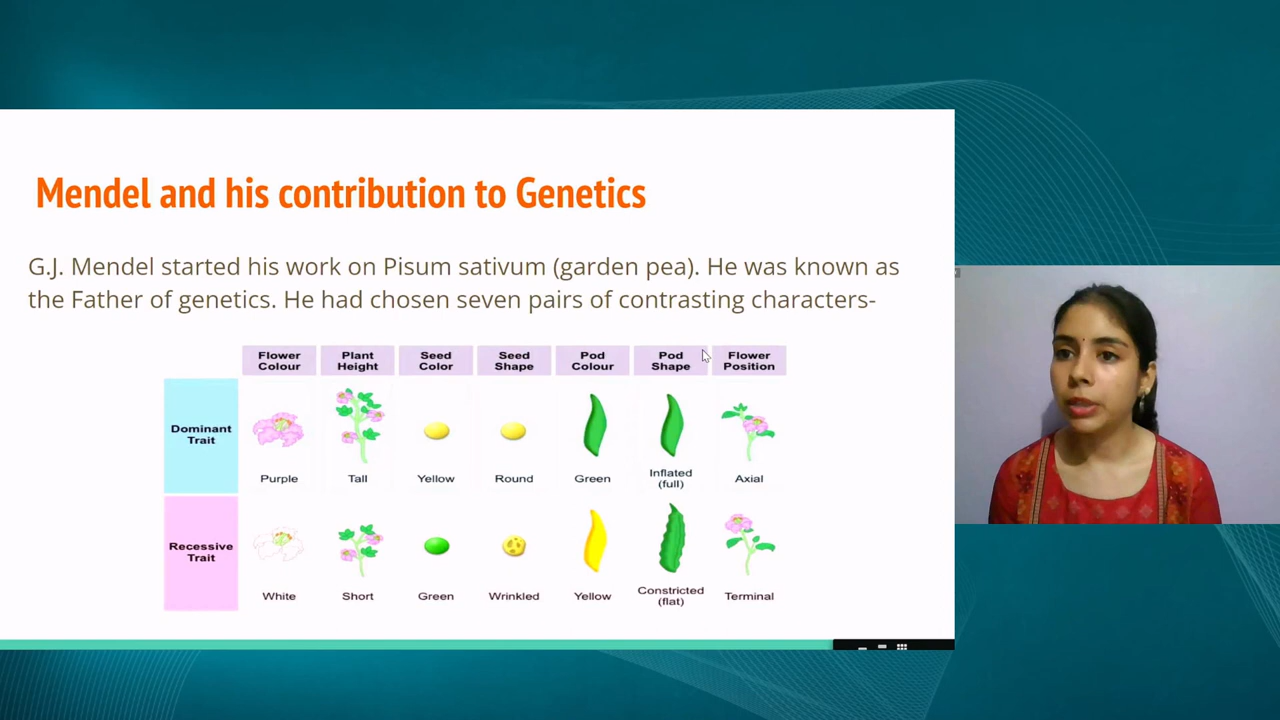 Mendel and his contribution to Genetics
G.J. Mendel started his work on Pisum sativum (garden pea). He was known as
the Father of genetics. He had chosen seven pairs of contrasting characters-
Flower Colour
Plant Height
Seed Color
Seed Shape
Pod Colour
Pod Shape
Flower Position
Dominant Trait
Purple
Tall
Yellow
Round
Green
Inflated (full)
Axial
Recessive Trait
White
Short
Green
Wrinkled
Yellow
Constricted (flat)
Terminal